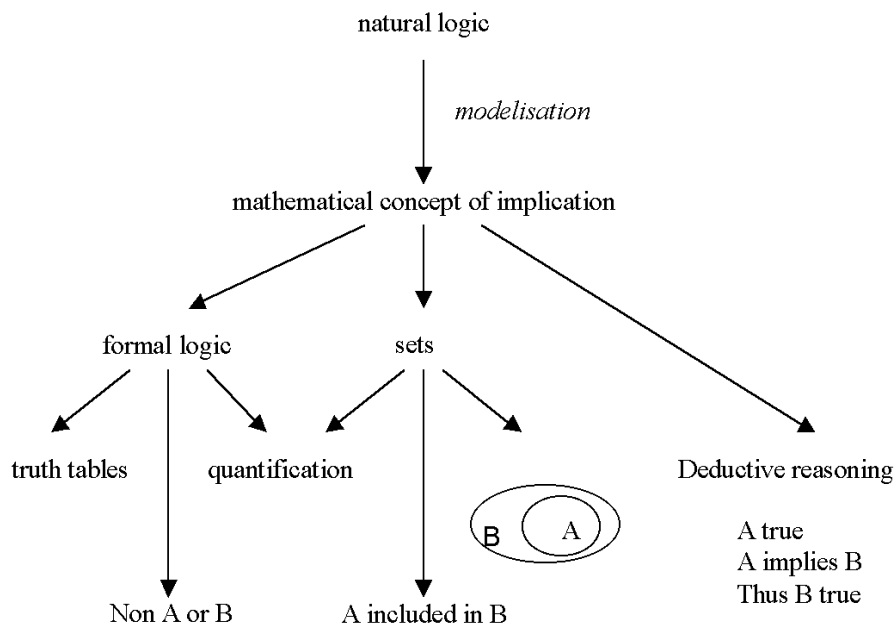 natural logic
modelisation
mathematical concept of implication
formal logic
sets
truth tables
quantification
Deductive reasoning
B
A
A true
A implies B
Thus B true
Non A or B
A included in B